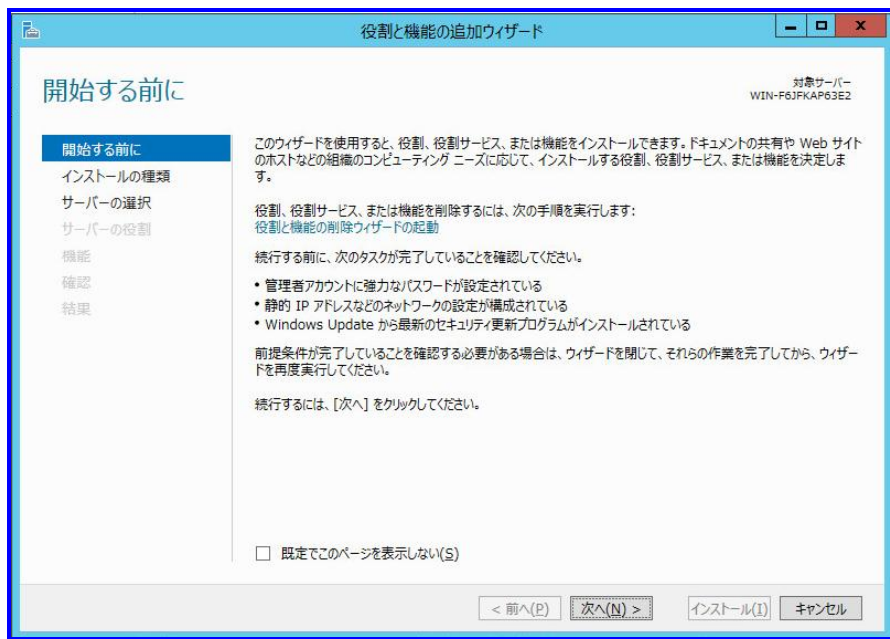 役割と機能の追加ウィザード
開始する前に
対象サーバー
WIN-F6JFKAP63E2
開始する前に
インストールの種類
サーバーの選択
サーバーの役割
機能
確認
結果
このウィザードを使用すると、役割、役割サービス、または機能をインストールできます。ドキュメントの共有や Web サイト
のホストなどの組織のコンピューティング ニーズに応じて、インストールする役割、役割サービス、または機能を決定しま
す。
役割、役割サービス、または機能を削除するには、次の手順を実行します:
役割と機能の削除ウィザードの起動
続行する前に、次のタスクが完了していることを確認してください。
• 管理者アカウントに強力なパスワードが設定されている
• 静的 IP アドレスなどのネットワークの設定が構成されている
• Windows Update から最新のセキュリティ更新プログラムがインストールされている
前提条件が完了していることを確認する必要がある場合は、ウィザードを閉じて、それらの作業を完了してから、ウィザー
ドを再度実行してください。
続行するには、[次へ] をクリックしてください。
既定でこのページを表示しない(S)
< 前へ(P) 次へ(N) > インストール(I) キャンセル